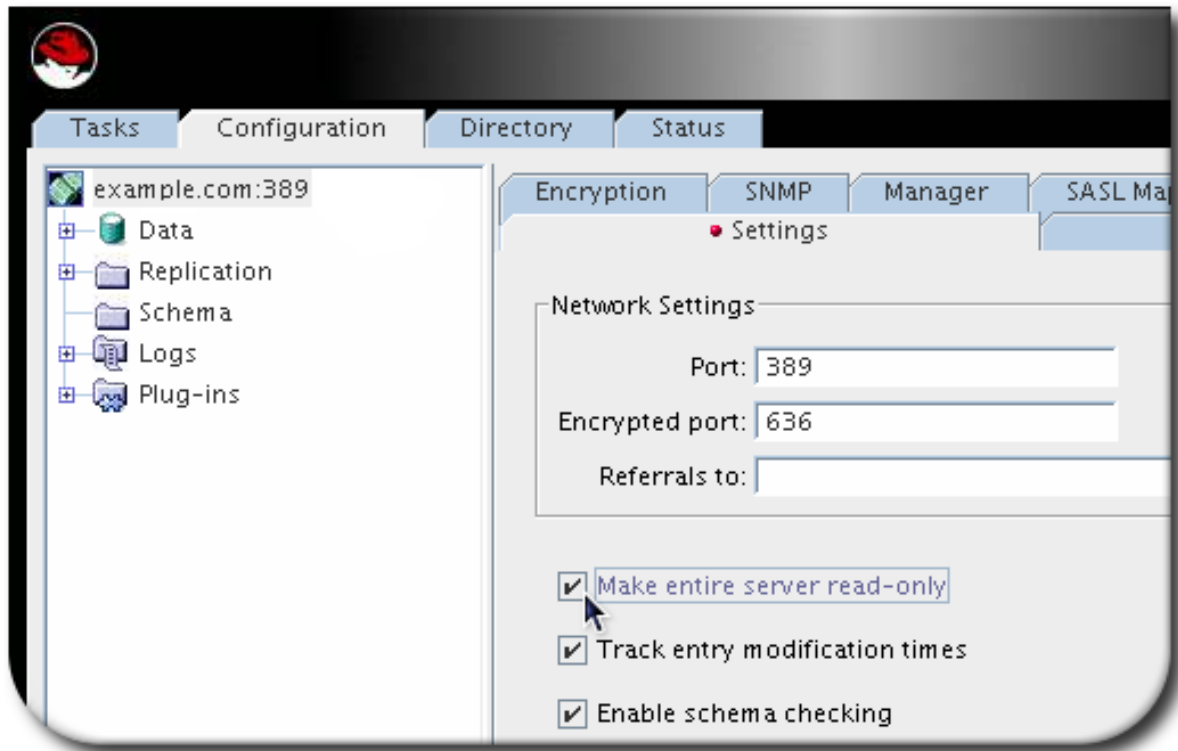 Tasks
Configuration
Directory
Status
example.com:389
Data
Replication
Schema
Logs
Plug-ins
Encryption
SNMP
Manager
SASL Ma
Settings
Network Settings
Port: 389
Encrypted port: 636
Referrals to:
Make entire server read-only
Track entry modification times
Enable schema checking